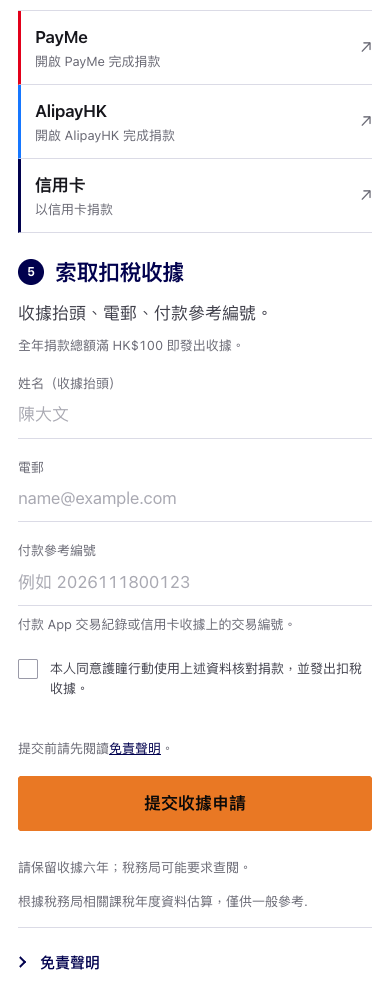 PayMe
開啟 PayMe 完成捐款
AlipayHK
開啟 AlipayHK 完成捐款
信用卡
以信用卡捐款
5 索取扣稅收據
收據抬頭、電郵、付款參考編號。
全年捐款總額滿 HK$100 即發出收據。
姓名（收據抬頭）
陳大文
電郵
name@example.com
付款參考編號
例如 2026111800123
付款 App 交易紀錄或信用卡收據上的交易編號。
本人同意護瞳行動使用上述資料核對捐款，並發出扣稅
收據。
提交前請先閱讀免責聲明。
提交收據申請
請保留收據六年；稅務局可能要求查閱。
根據稅務局相關課稅年度資料估算，僅供一般參考.
免責聲明